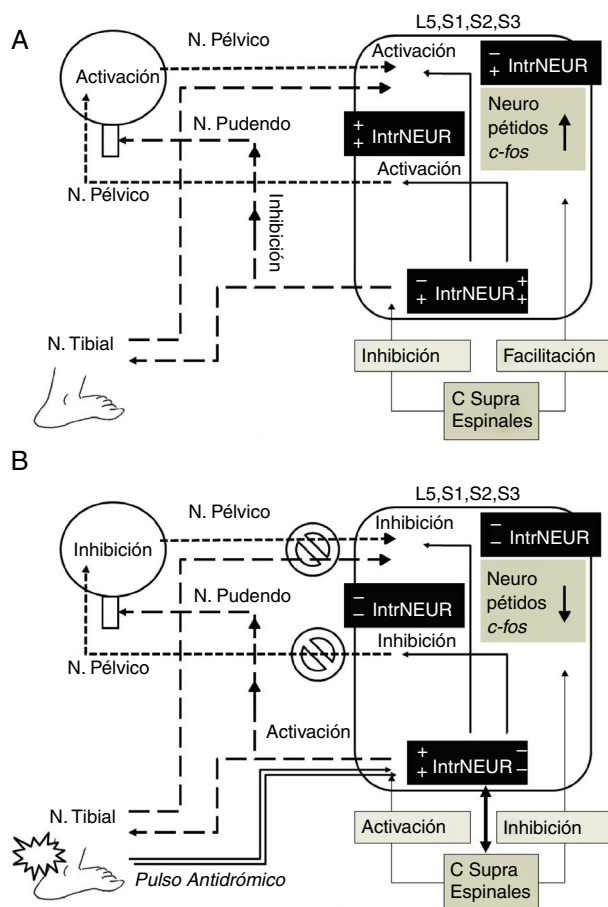 A
L5,S1,S2,S3
N. Pélvico
Activación
Activación
− + IntrNEUR
Neuro
pétidos
c-fos
N. Pudendo
+ + IntrNEUR
Activación
N. Pélvico
Inhibición
− + IntrNEUR + +
N. Tibial
Inhibición
Facilitación
C Supra
Espinales
B
L5,S1,S2,S3
N. Pélvico
Inhibición
Inhibición
− − IntrNEUR
Neuro
pétidos
c-fos
N. Pudendo
− − IntrNEUR
Inhibición
N. Pélvico
Activación
+ + IntrNEUR − −
N. Tibial
Activación
Inhibición
Pulso Antidrómico
C Supra
Espinales